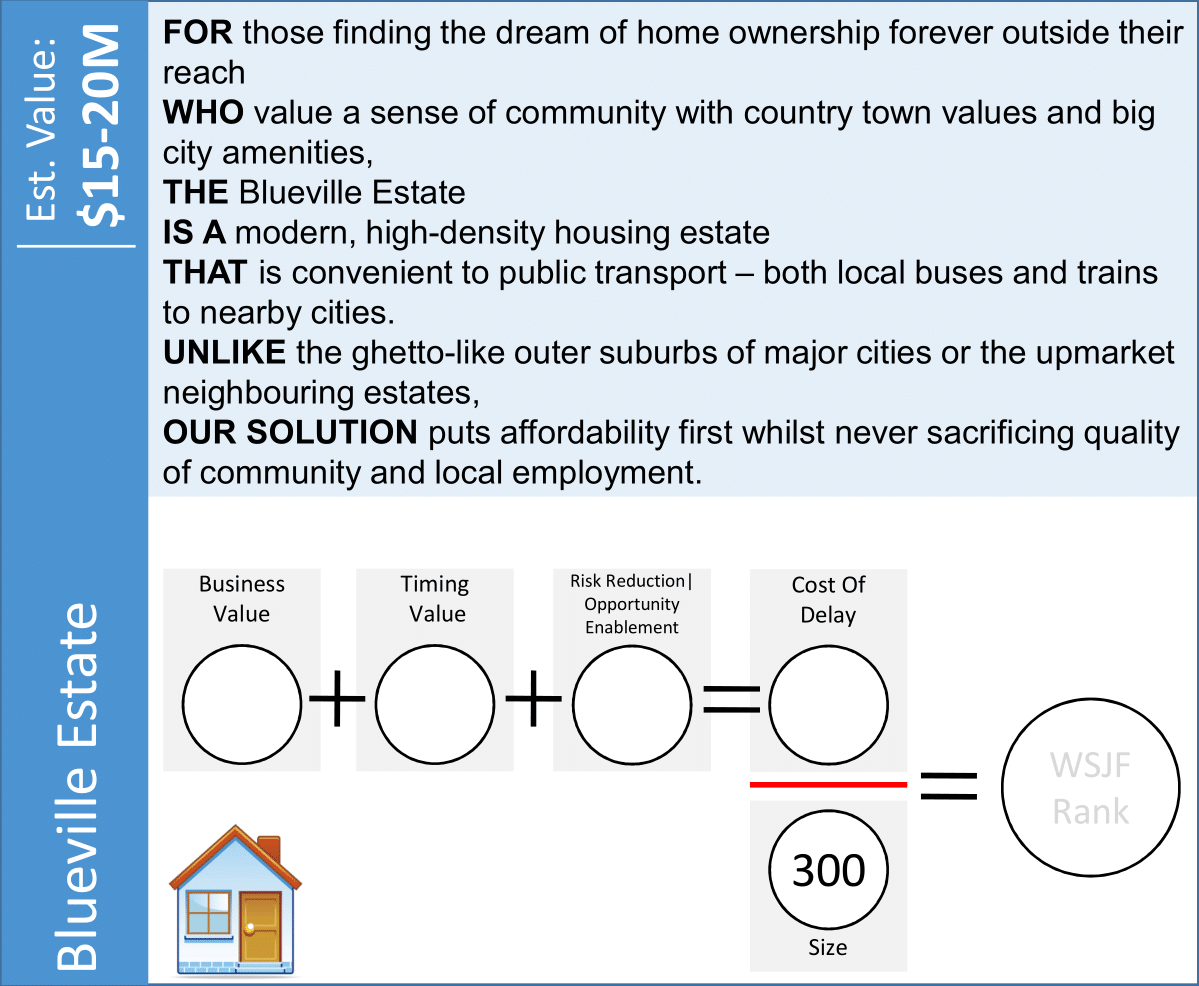 Est. Value:
$15-20M
Blueville Estate
FOR those finding the dream of home ownership forever outside their
reach
WHO value a sense of community with country town values and big
city amenities,
THE Blueville Estate
IS A modern, high-density housing estate
THAT is convenient to public transport – both local buses and trains
to nearby cities.
UNLIKE the ghetto-like outer suburbs of major cities or the upmarket
neighbouring estates,
OUR SOLUTION puts affordability first whilst never sacrificing quality
of community and local employment.
Business
Value
+
Timing
Value
+
Risk Reduction|
Opportunity
Enablement
=
Cost Of
Delay
300
Size
=
WSJF
Rank